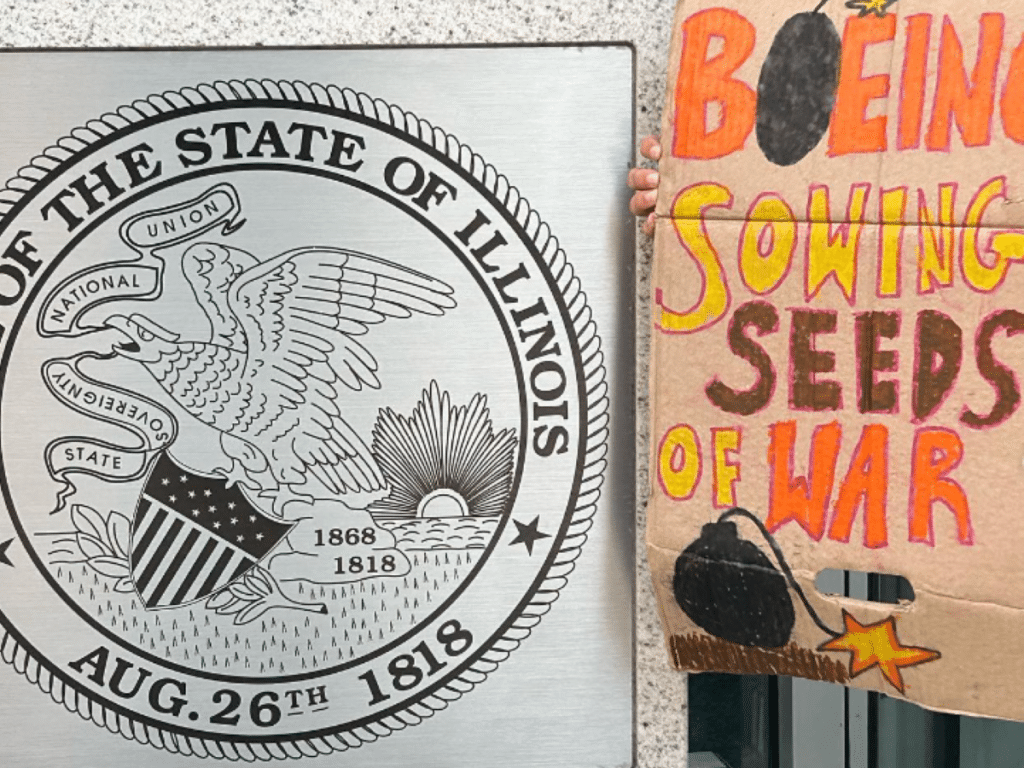 OF THE STATE OF ILLINOIS
UNION
NATIONAL
SOVEREIGNTY
STATE
1868
1818
AUG. 26TH 1818
BOEING
SOWING
SEEDS
OF WAR